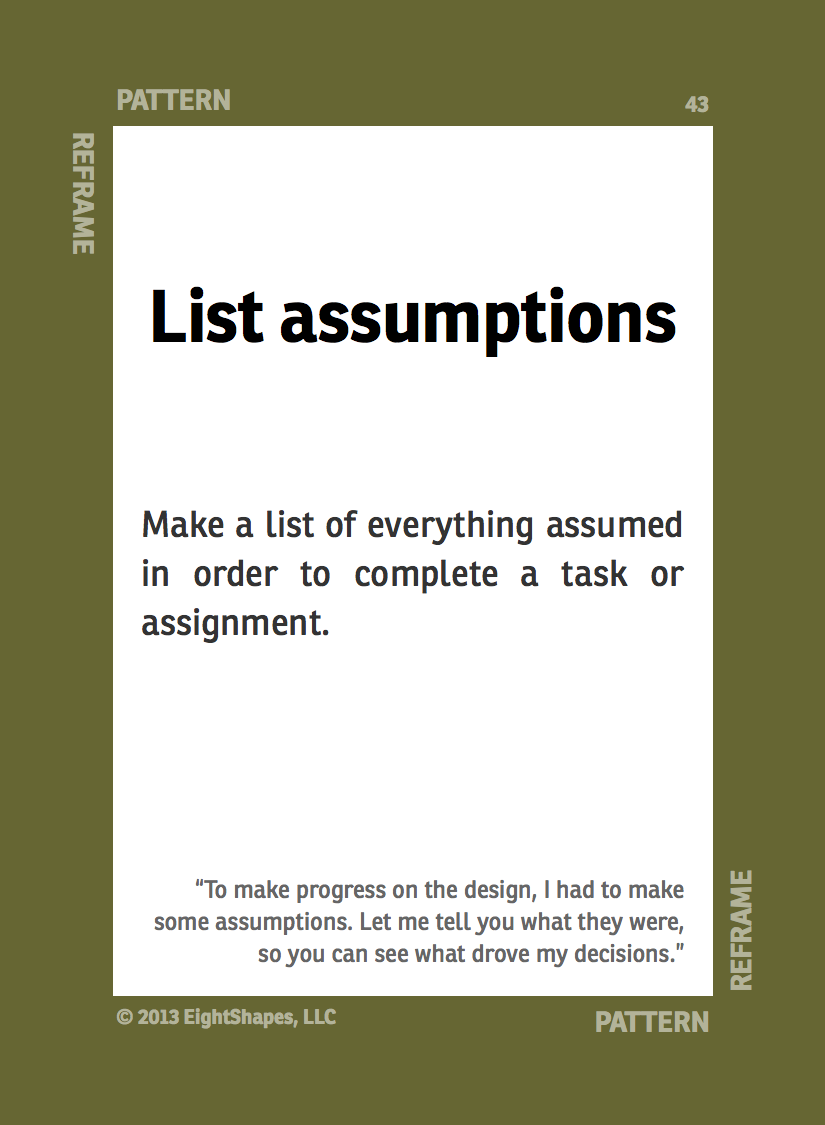 PATTERN
43
REFRAME
List assumptions
Make a list of everything assumed
in order to complete a task or
assignment.
“To make progress on the design, I had to make
some assumptions. Let me tell you what they were,
so you can see what drove my decisions.”
REFRAME
© 2013 EightShapes, LLC
PATTERN